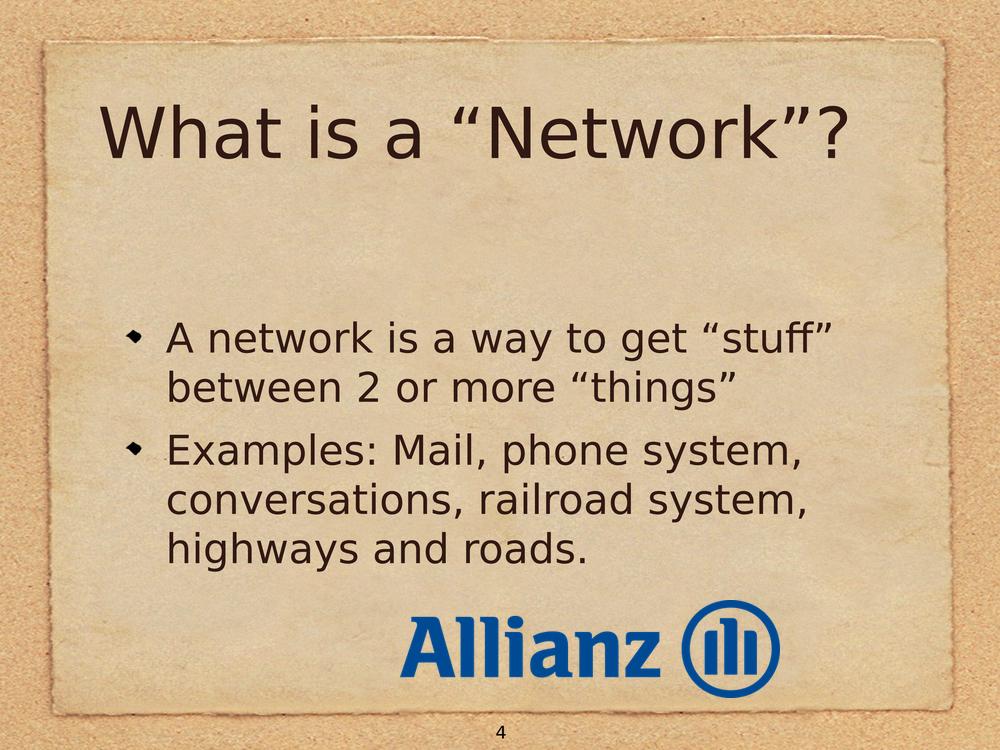 What is a “Network”?
A network is a way to get “stuff”
between 2 or more “things”
Examples: Mail, phone system,
conversations, railroad system,
highways and roads.
Allianz
4